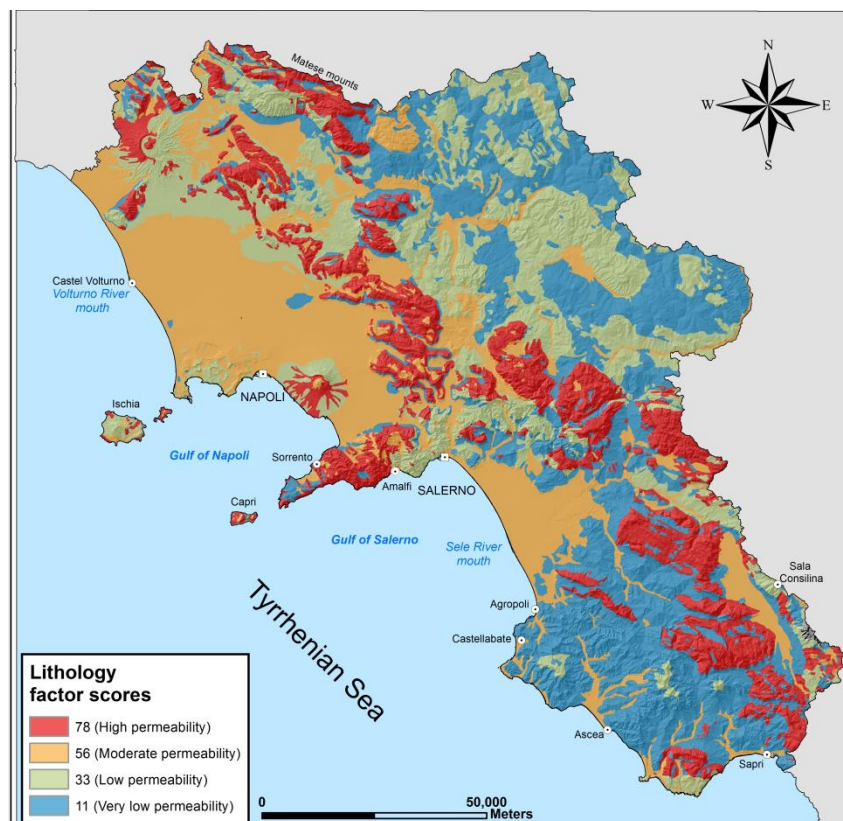 Matese mounts
N
W
E
S
Castel Volturno
Volturno River
mouth
NAPOLI
Ischia
Gulf of Napoli
Sorrento
Amalfi
SALERNO
Capri
Gulf of Salerno
Sele River
mouth
Sala
Consilina
Agropoli
Castellabate
Tyrrhenian Sea
Ascea
Sapri
Lithology
factor scores
78 (High permeability)
56 (Moderate permeability)
33 (Low permeability)
11 (Very low permeability)
0
50,000
Meters